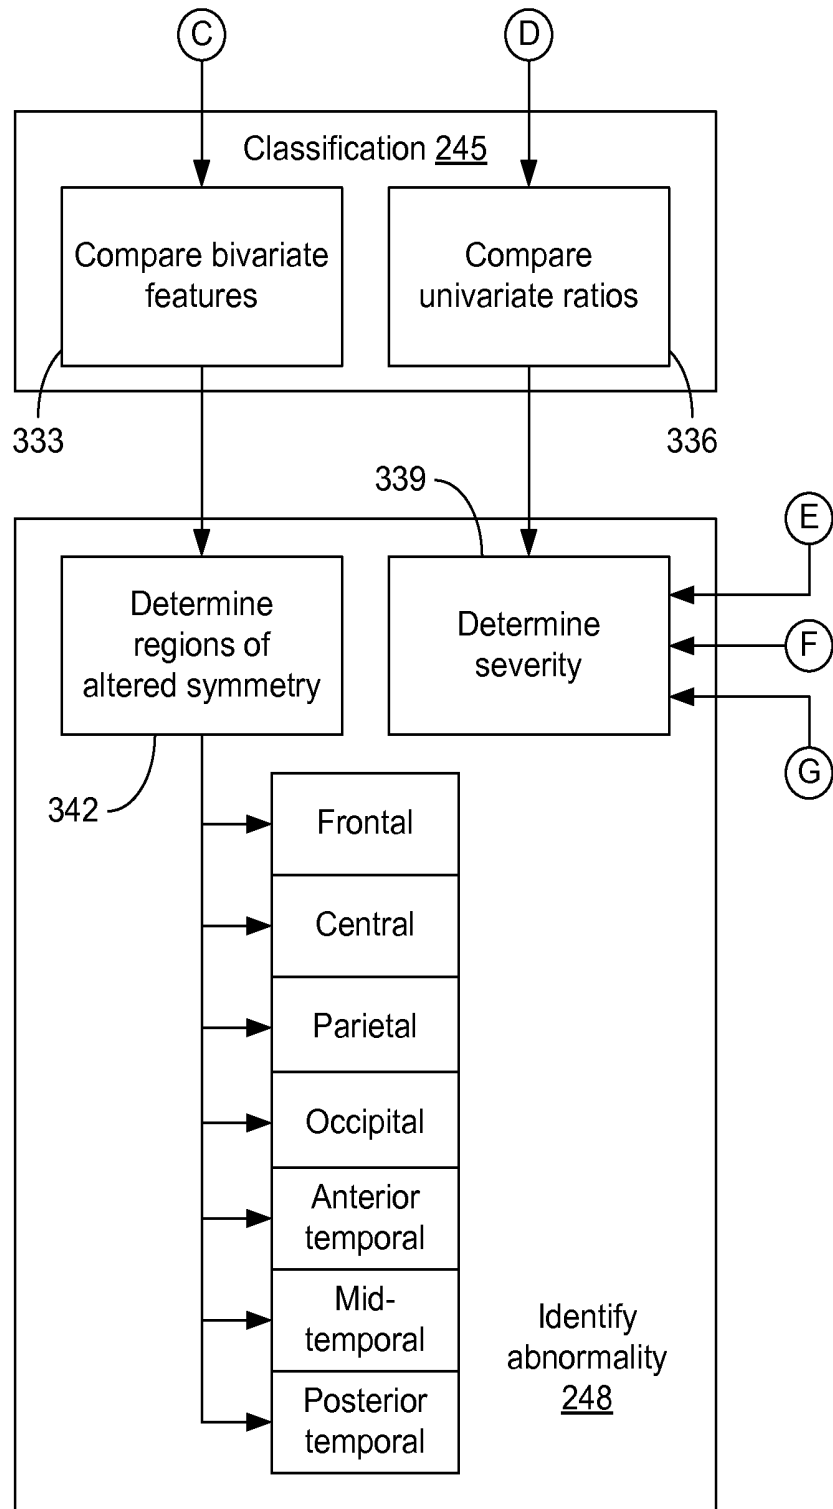 C
D
Classification 245
Compare bivariate
features
Compare
univariate ratios
333
336
339
E
Determine
regions of
altered symmetry
Determine
severity
F
G
342
Frontal
Central
Parietal
Occipital
Anterior
temporal
Mid-
temporal
Posterior
temporal
Identify
abnormality
248